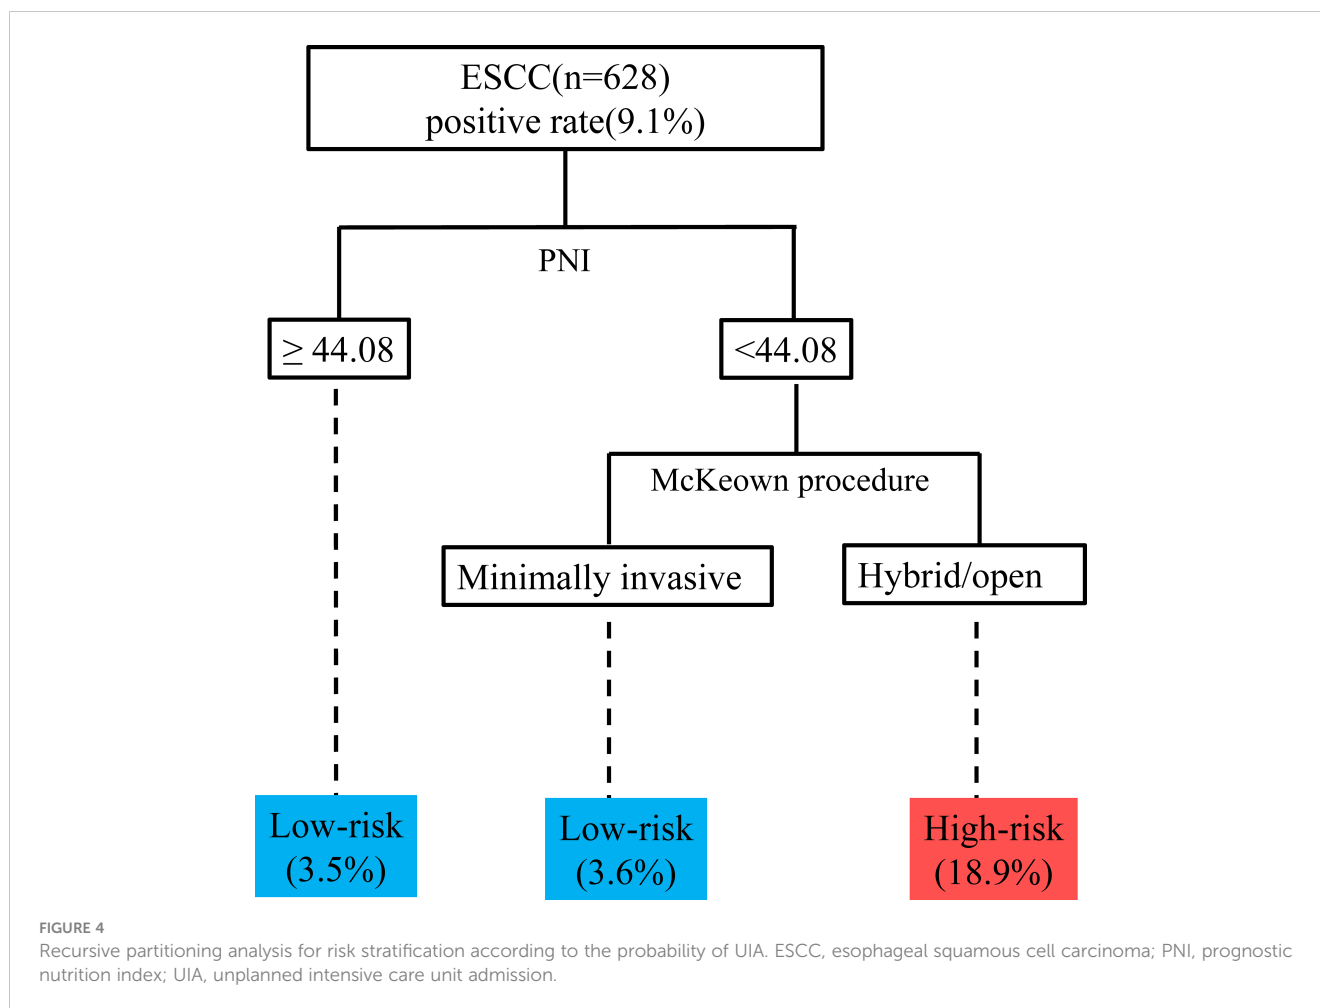 ESCC(n=628)
positive rate(9.1%)
PNI
≥ 44.08
<44.08
McKeown procedure
Minimally invasive
Hybrid/open
Low-risk
(3.5%)
Low-risk
(3.6%)
High-risk
(18.9%)
FIGURE 4
Recursive partitioning analysis for risk stratification according to the probability of UIA. ESCC, esophageal squamous cell carcinoma; PNI, prognostic
nutrition index; UIA, unplanned intensive care unit admission.